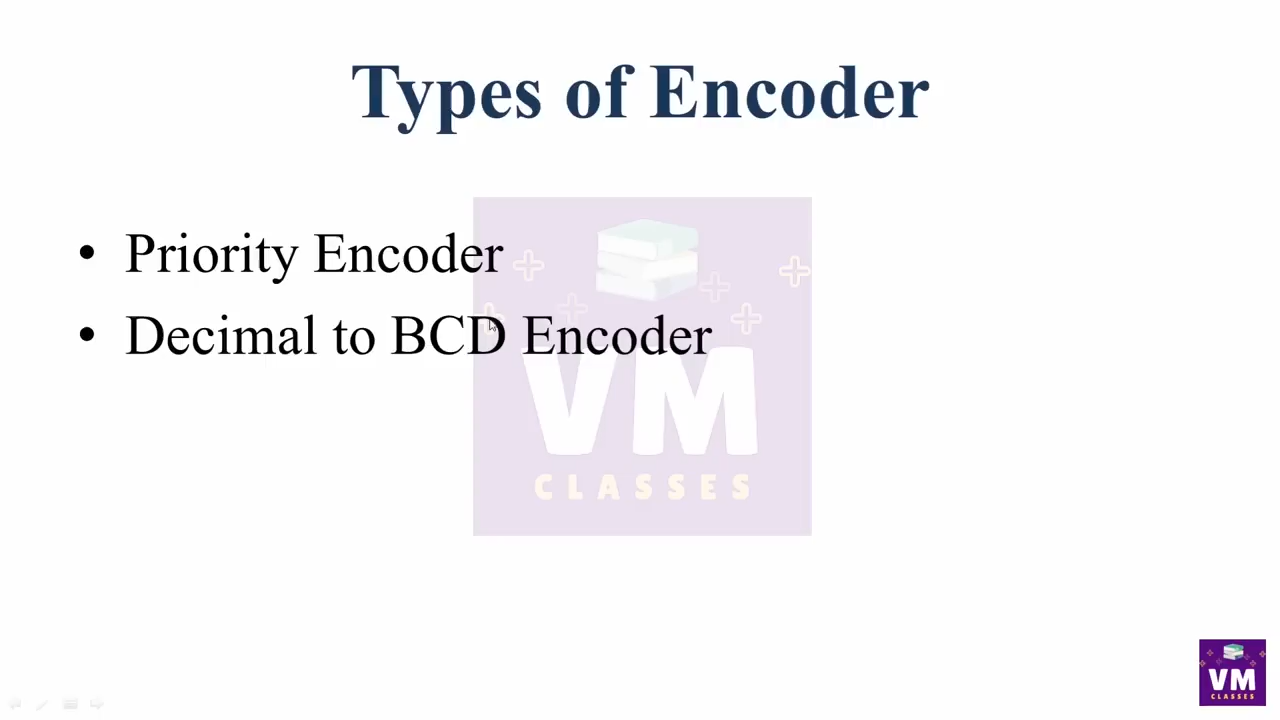 Types of Encoder
• Priority Encoder
• Decimal to BCD Encoder
VM
CLASSES
VM
CLASSES